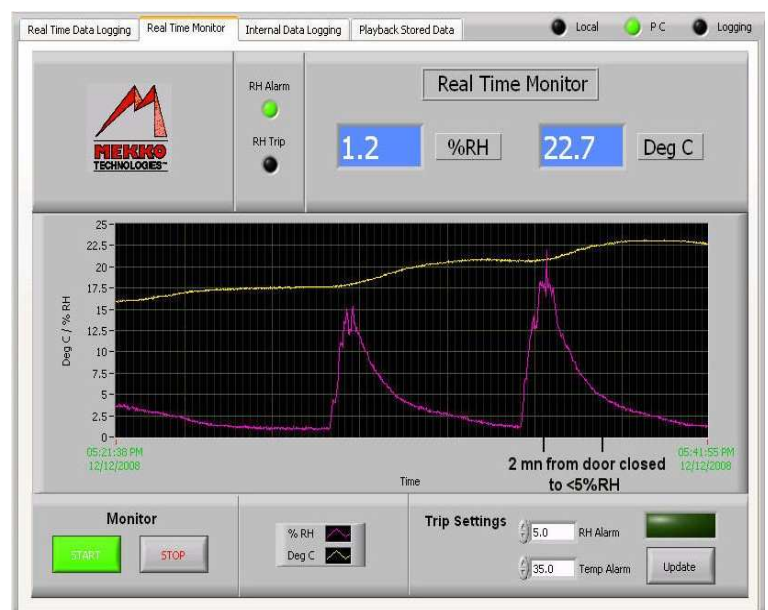 Real Time Data Logging
Real Time Monitor
Internal Data Logging
Playback Stored Data
Local
PC
Logging
MEKKO
TECHNOLOGIES™
RH Alarm
RH Trip
Real Time Monitor
1.2
%RH
22.7
Deg C
Deg C / % RH
25
22.5
20
17.5
15
12.5
10
7.5
5
2.5
0
05:21:38 PM
12/12/2008
Time
05:41:55 PM
12/12/2008
2 mn from door closed
to <5%RH
Monitor
START
STOP
% RH
Deg C
Trip Settings
5.0
RH Alarm
35.0
Temp Alarm
Update